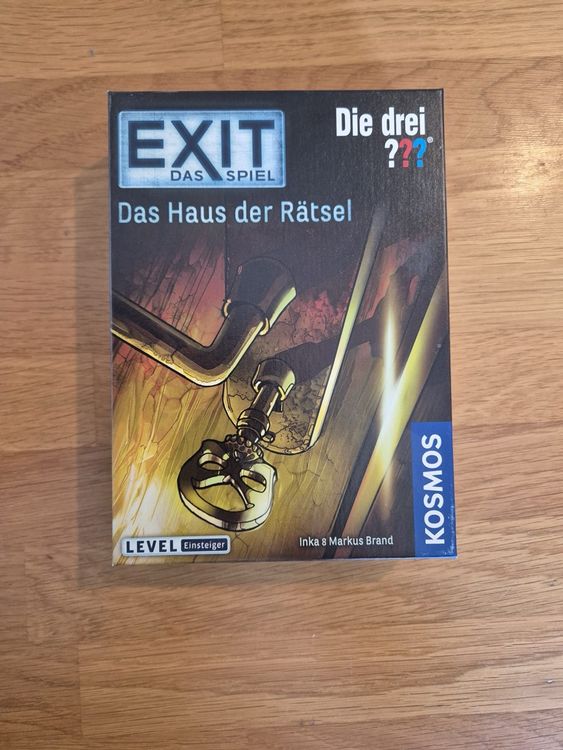 EXIT
DAS SPIEL
Die drei
???®
Das Haus der Rätsel
KOSMOS
LEVEL Einsteiger
Inka & Markus Brand